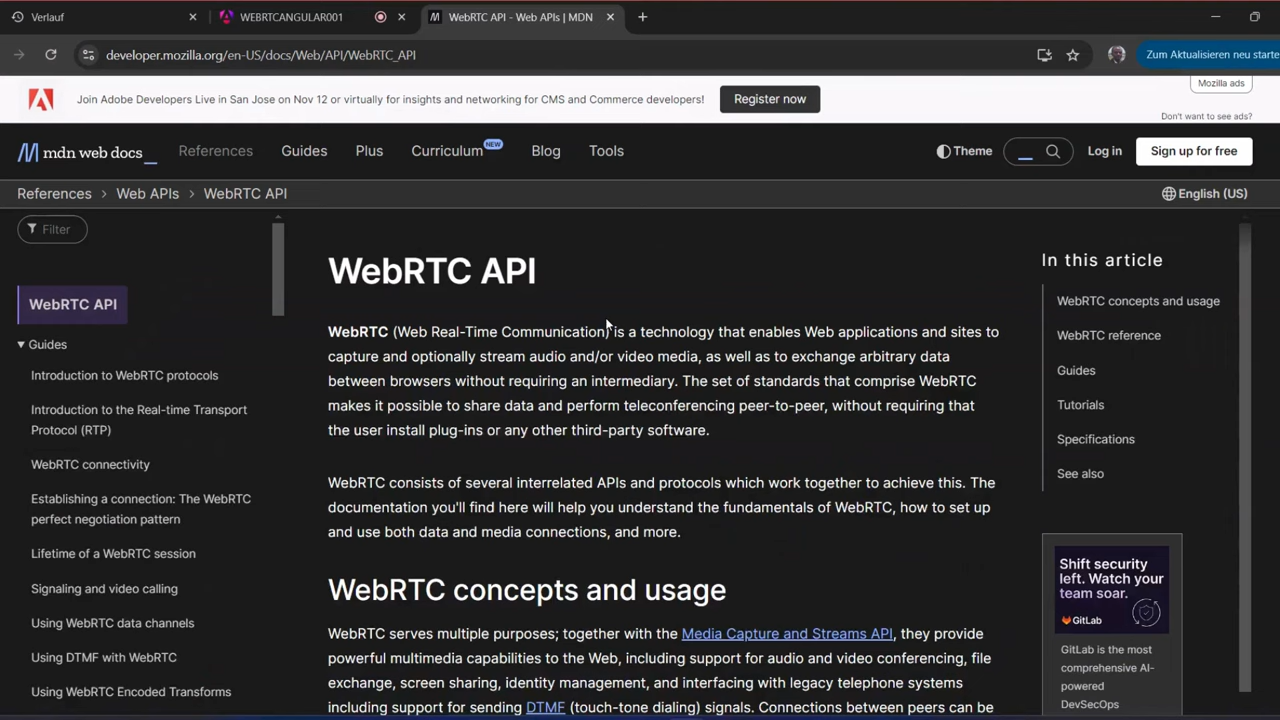 Verlauf
WEBRTCANGULAR001
WebRTC API - Web APIs | MDN
developer.mozilla.org/en-US/docs/Web/API/WebRTC_API
Zum Aktualisieren neu starte
Join Adobe Developers Live in San Jose on Nov 12 or virtually for insights and networking for CMS and Commerce developers!
Register now
Mozilla ads
Don't want to see ads?
mdn web docs_
References
Guides
Plus
Curriculum NEW
Blog
Tools
Theme
Log in
Sign up for free
References > Web APIs > WebRTC API
English (US)
Filter
WebRTC API
Guides
Introduction to WebRTC protocols
Introduction to the Real-time Transport
Protocol (RTP)
WebRTC connectivity
Establishing a connection: The WebRTC
perfect negotiation pattern
Lifetime of a WebRTC session
Signaling and video calling
Using WebRTC data channels
Using DTMF with WebRTC
Using WebRTC Encoded Transforms
WebRTC API
WebRTC (Web Real-Time Communication) is a technology that enables Web applications and sites to
capture and optionally stream audio and/or video media, as well as to exchange arbitrary data
between browsers without requiring an intermediary. The set of standards that comprise WebRTC
makes it possible to share data and perform teleconferencing peer-to-peer, without requiring that
the user install plug-ins or any other third-party software.
WebRTC consists of several interrelated APIs and protocols which work together to achieve this. The
documentation you'll find here will help you understand the fundamentals of WebRTC, how to set up
and use both data and media connections, and more.
WebRTC concepts and usage
WebRTC serves multiple purposes; together with the Media Capture and Streams API, they provide
powerful multimedia capabilities to the Web, including support for audio and video conferencing, file
exchange, screen sharing, identity management, and interfacing with legacy telephone systems
including support for sending DTMF (touch-tone dialing) signals. Connections between peers can be
In this article
WebRTC concepts and usage
WebRTC reference
Guides
Tutorials
Specifications
See also
Shift security
left. Watch your
team soar.
GitLab
GitLab is the most
comprehensive AI-
powered
DevSecOps